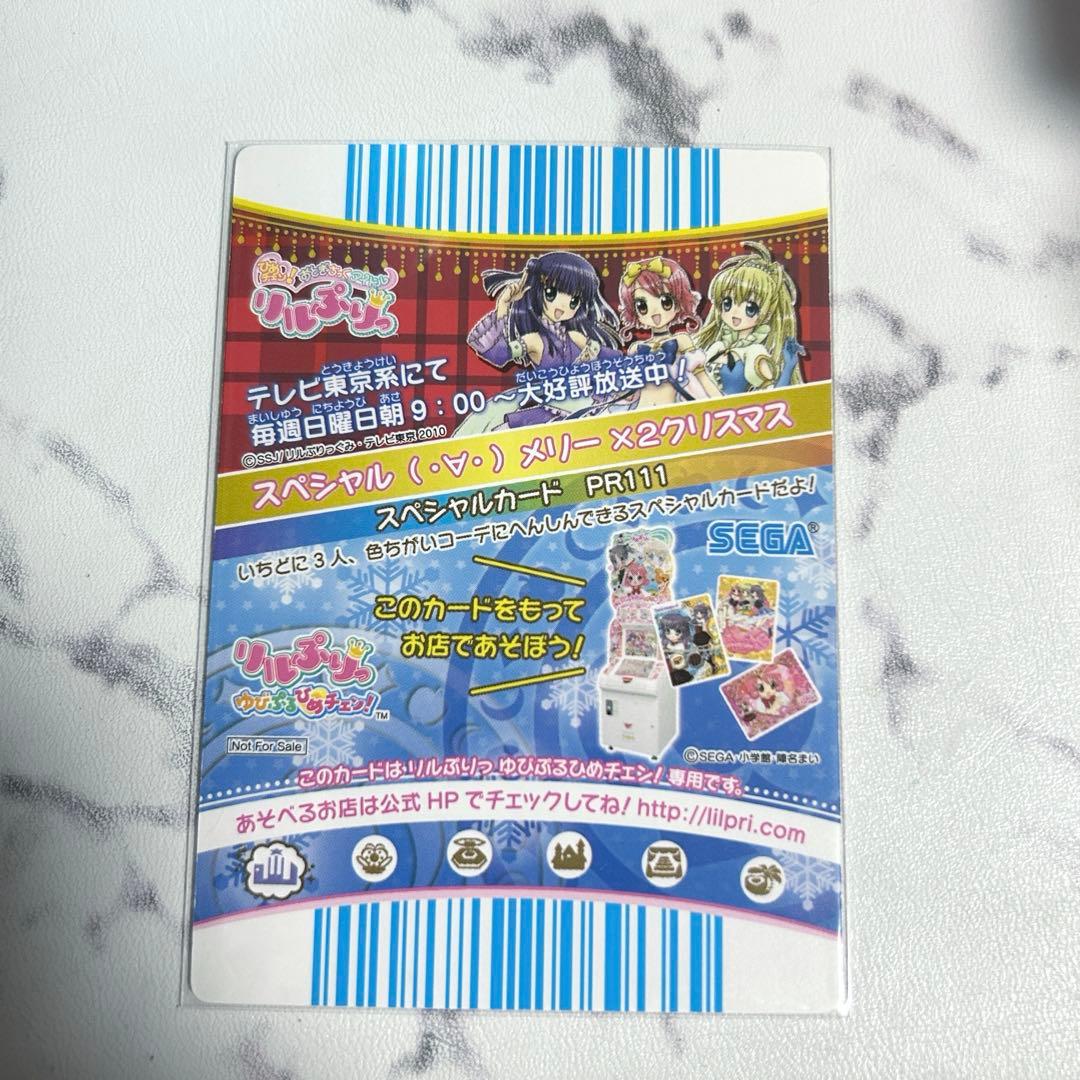 ひめチェン!おとぎちっくアイドル
リルぷりっ
とうきょうけい
テレビ東京系にて
まいしゅう にちようび あさ だいこうひょうほうそうちゅう
毎週日曜日朝9:00~大好評放送中!
©SSJ/リルぷりっぐみ・テレビ東京 2010
スペシャル(・∀・)メリー×2クリスマス
スペシャルカード PR111
いちどに3人、色ちがいコーデにへんしんできるスペシャルカードだよ!
SEGA®
このカードをもって
お店であそぼう!
リルぷりっ
ゆびぷるひめチェン!™
Not For Sale
©SEGA・小学館・陣名まい
このカードはリルぷりっ ゆびぷるひめチェン!専用です。
あそべるお店は公式HPでチェックしてね! http://lilpri.com